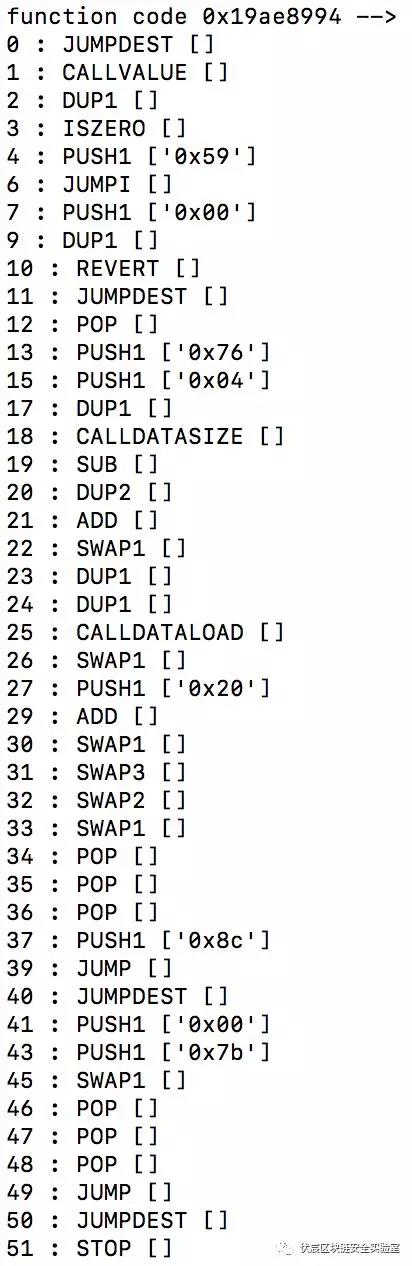 function code 0x19ae8994 -->
0 : JUMPDEST []
1 : CALLVALUE []
2 : DUP1 []
3 : ISZERO []
4 : PUSH1 ['0x59']
6 : JUMPI []
7 : PUSH1 ['0x00']
9 : DUP1 []
10 : REVERT []
11 : JUMPDEST []
12 : POP []
13 : PUSH1 ['0x76']
15 : PUSH1 ['0x04']
17 : DUP1 []
18 : CALLDATASIZE []
19 : SUB []
20 : DUP2 []
21 : ADD []
22 : SWAP1 []
23 : DUP1 []
24 : DUP1 []
25 : CALLDATALOAD []
26 : SWAP1 []
27 : PUSH1 ['0x20']
29 : ADD []
30 : SWAP1 []
31 : SWAP3 []
32 : SWAP2 []
33 : SWAP1 []
34 : POP []
35 : POP []
36 : POP []
37 : PUSH1 ['0x8c']
39 : JUMP []
40 : JUMPDEST []
41 : PUSH1 ['0x00']
43 : PUSH1 ['0x7b']
45 : SWAP1 []
46 : POP []
47 : POP []
48 : POP []
49 : JUMP []
50 : JUMPDEST []
51 : STOP []
伏宸区块链安全实验室